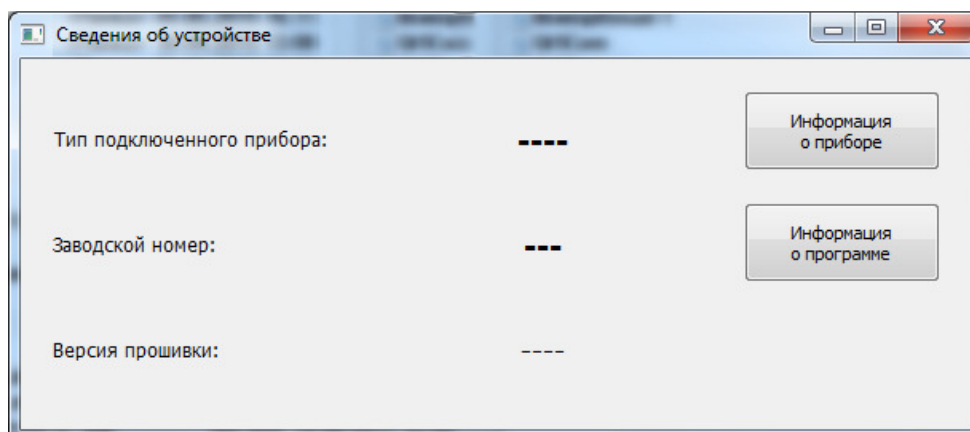 Сведения об устройстве
Тип подключенного прибора:
----
Информация
о приборе
Заводской номер:
---
Информация
о программе
Версия прошивки:
----